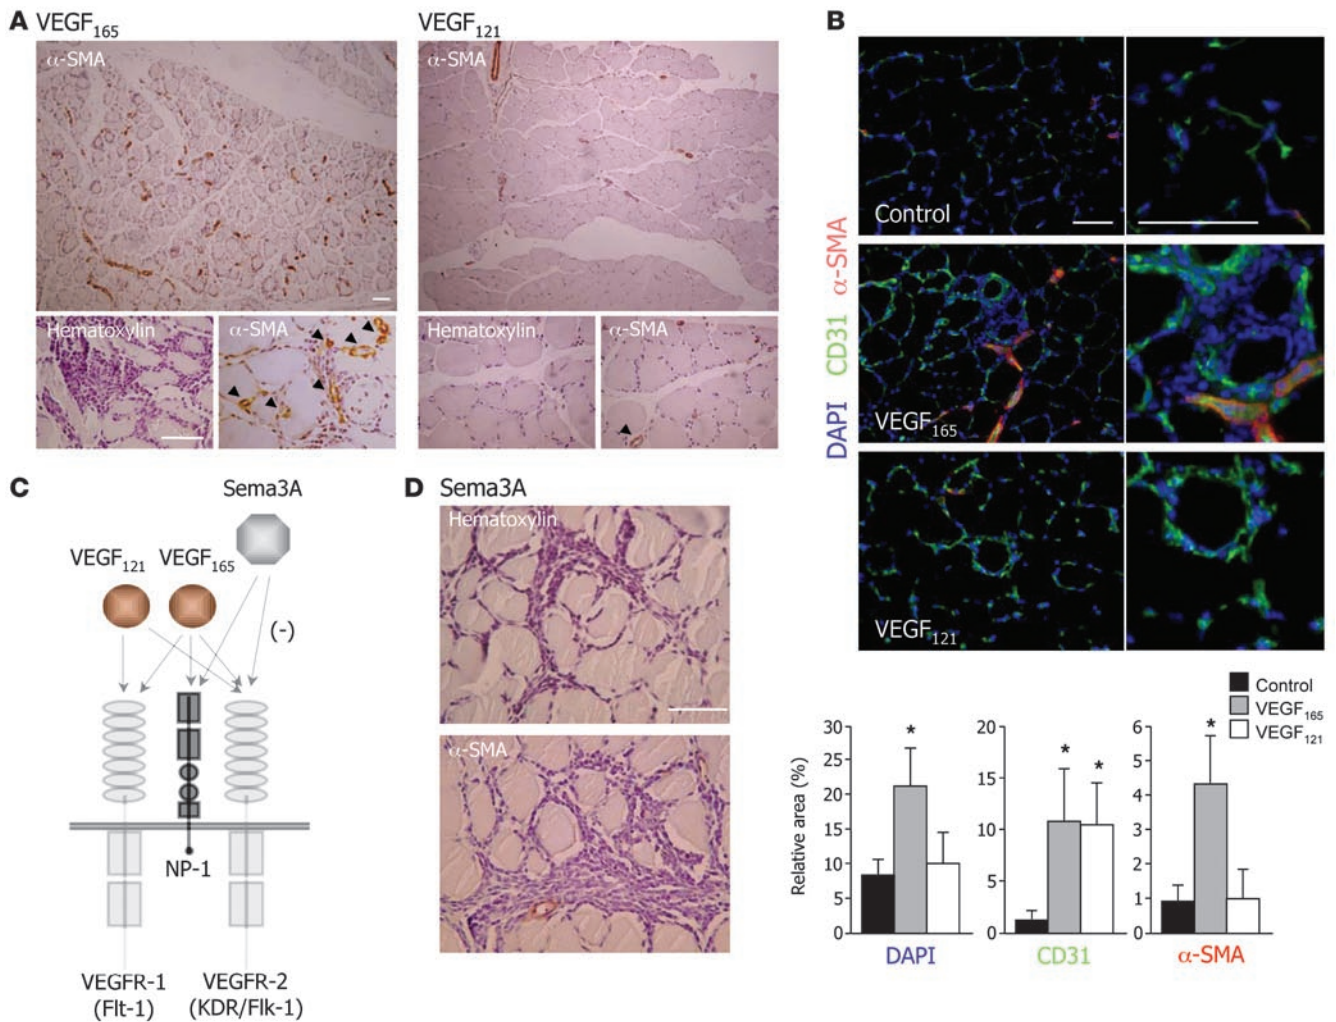 A VEGF165
VEGF121
α-SMA
α-SMA
Hematoxylin
α-SMA
Hematoxylin
α-SMA
B
DAPI CD31 α-SMA
Control
VEGF165
VEGF121
C
Sema3A
VEGF121
VEGF165
(-)
NP-1
VEGFR-1
(Flt-1)
VEGFR-2
(KDR/Flk-1)
D Sema3A
Hematoxylin
α-SMA
Control
VEGF165
VEGF121
Relative area (%)
30
25
20
15
10
5
0
*
DAPI
20
15
10
5
0
*
*
CD31
6
5
4
3
2
1
0
*
α-SMA